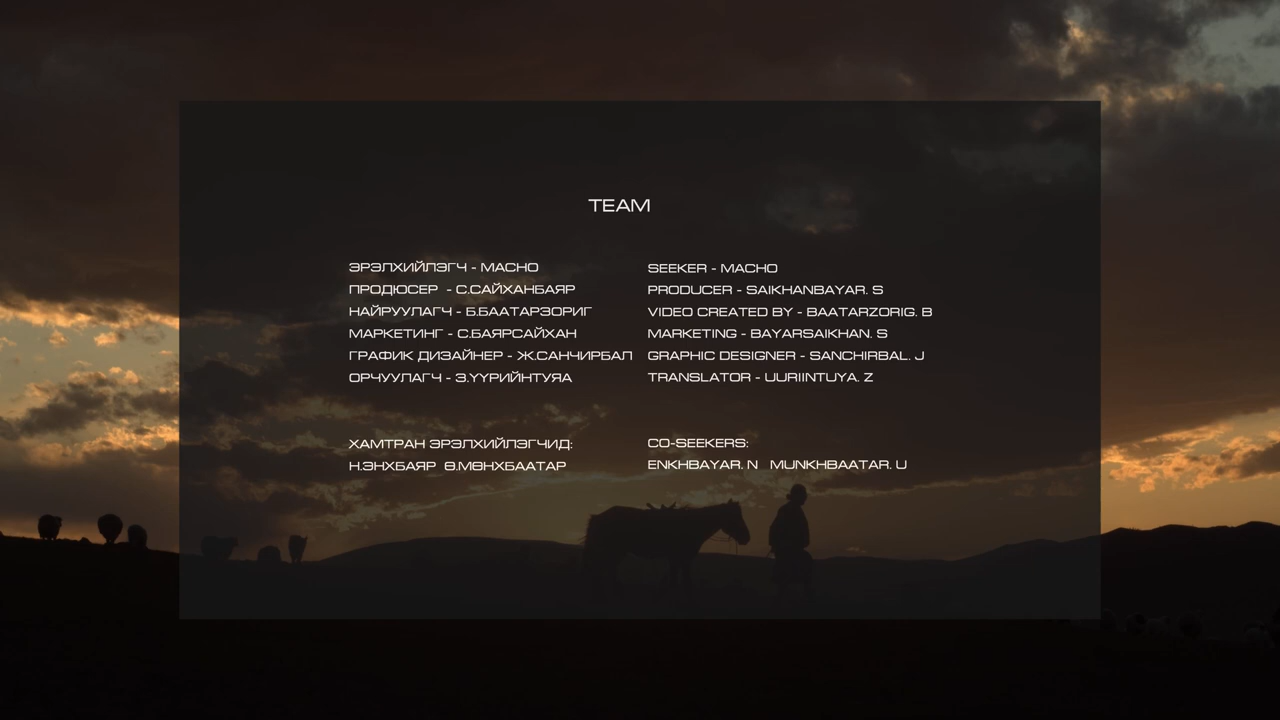 TEAM
ЭРЭЛХИЙЛЭГЧ - MACHO
ПРОДЮСЕР - С.САЙХАНБАЯР
НАЙРУУЛАГЧ - Б.БААТАРЗОРИГ
МАРКЕТИНГ - С.БАЯРСАЙХАН
ГРАФИК ДИЗАЙНЕР - Ж.САНЧИРБАЛ
ОРЧУУЛАГЧ - З.ҮҮРИЙНТУЯА
ХАМТРАН ЭРЭЛХИЙЛЭГЧИД:
Н.ЭНХБАЯР Ө.МӨНХБААТАР
SEEKER - MACHO
PRODUCER - SAIKHANBAYAR. S
VIDEO CREATED BY - BAATARZORIG. B
MARKETING - BAYARSAIKHAN. S
GRAPHIC DESIGNER - SANCHIRBAL. J
TRANSLATOR - UURIINTUYA. Z
CO-SEEKERS:
ENKHBAYAR. N MUNKHBAATAR. U